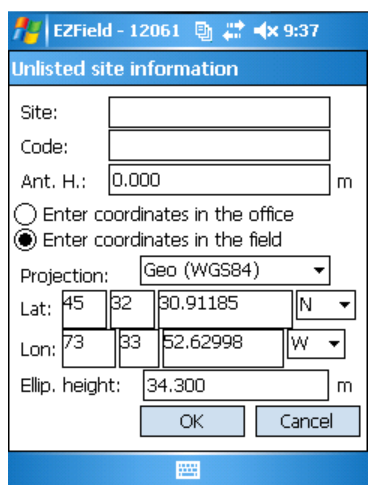 EZField - 12061 9:37
Unlisted site information
Site:
Code:
Ant. H.: 0.000 m
Enter coordinates in the office
Enter coordinates in the field
Projection: Geo (WGS84)
Lat: 45 32 30.91185 N
Lon: 73 33 52.62998 W
Ellip. height: 34.300 m
OK Cancel